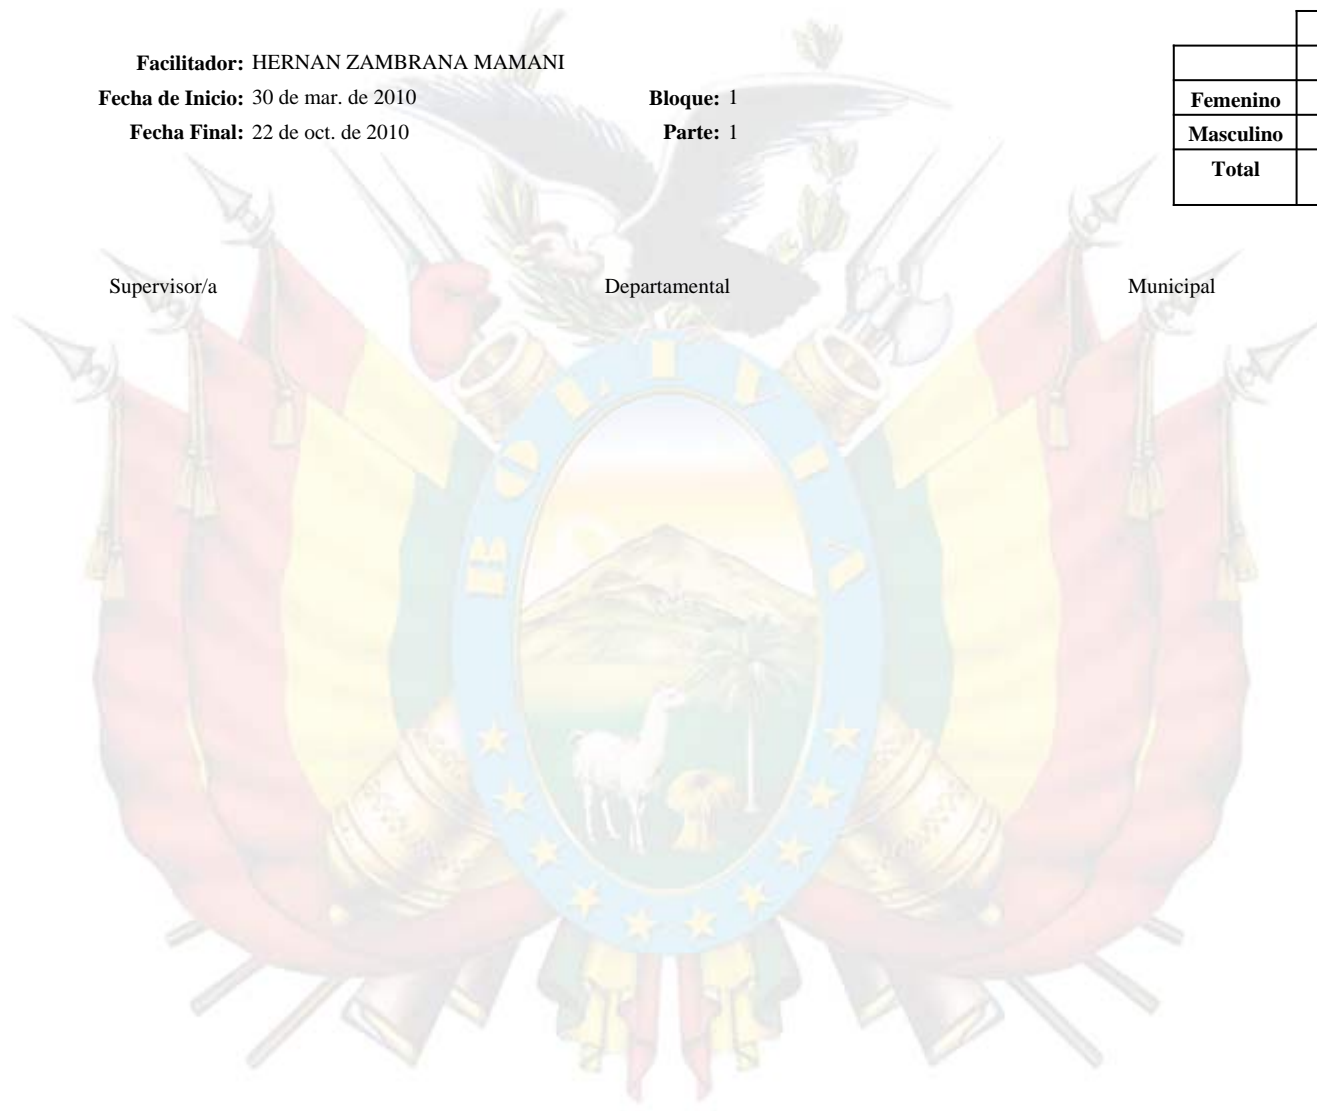 Facilitador: HERNAN ZAMBRANA MAMANI
Fecha de Inicio: 30 de mar. de 2010 Bloque: 1
Fecha Final: 22 de oct. de 2010 Parte: 1
Femenino
Masculino
Total
Supervisor/a Departamental Municipal
BOLIVIA